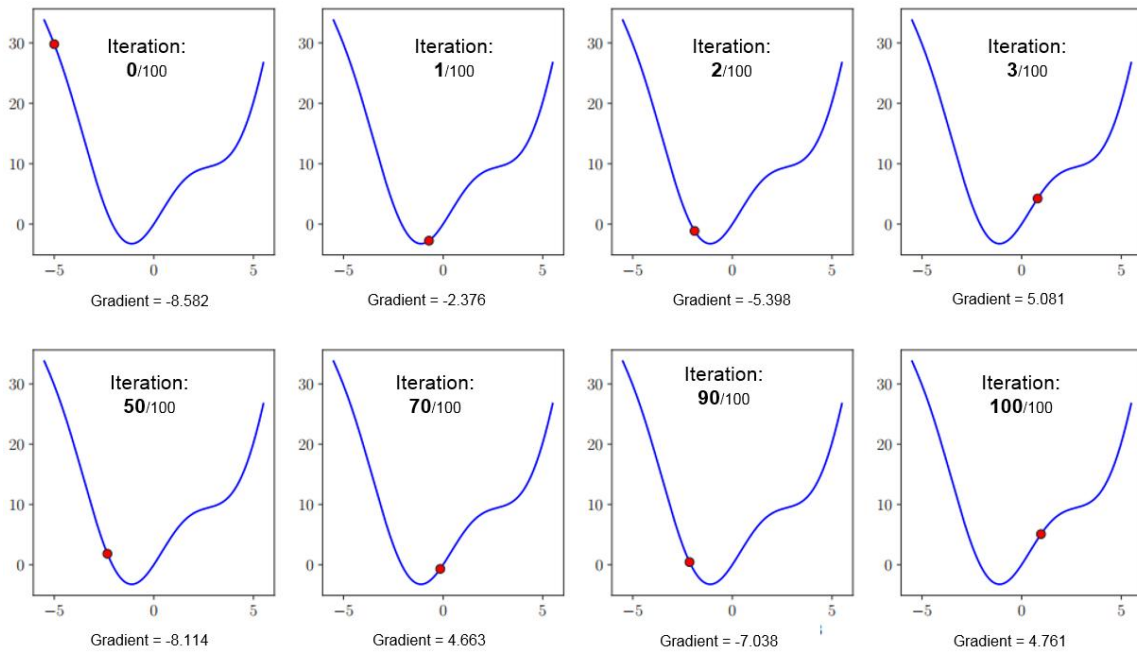 30
20
10
0
−5 0 5
Iteration:
0/100
Gradient = -8.582
30
20
10
0
−5 0 5
Iteration:
1/100
Gradient = -2.376
30
20
10
0
−5 0 5
Iteration:
2/100
Gradient = -5.398
30
20
10
0
−5 0 5
Iteration:
3/100
Gradient = 5.081
30
20
10
0
−5 0 5
Iteration:
50/100
Gradient = -8.114
30
20
10
0
−5 0 5
Iteration:
70/100
Gradient = 4.663
30
20
10
0
−5 0 5
Iteration:
90/100
Gradient = -7.038
30
20
10
0
−5 0 5
Iteration:
100/100
Gradient = 4.761